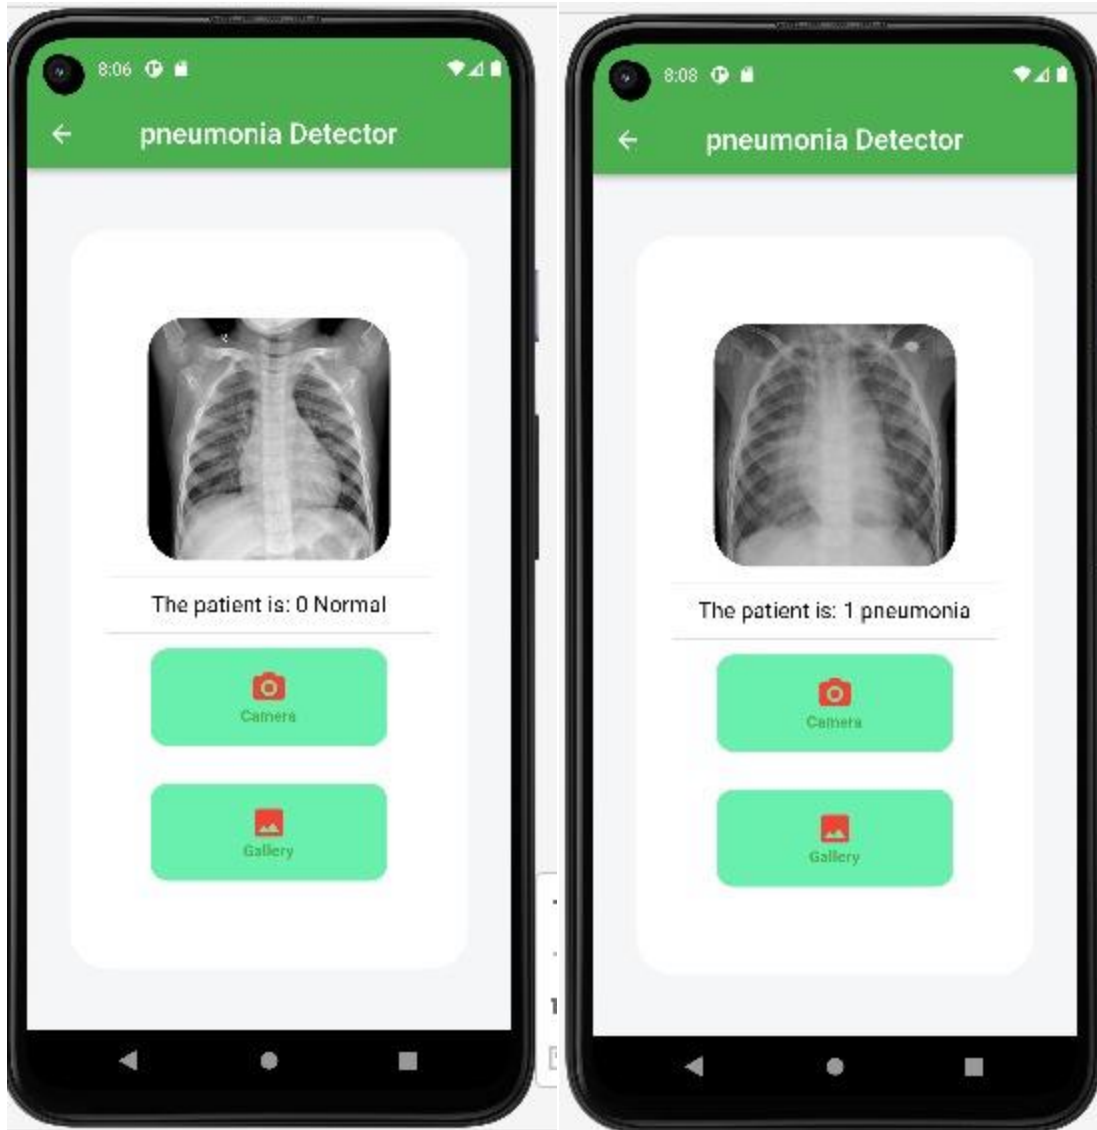 8:06
pneumonia Detector
The patient is: 0 Normal
Camera
Gallery
8:08
pneumonia Detector
The patient is: 1 pneumonia
Camera
Gallery